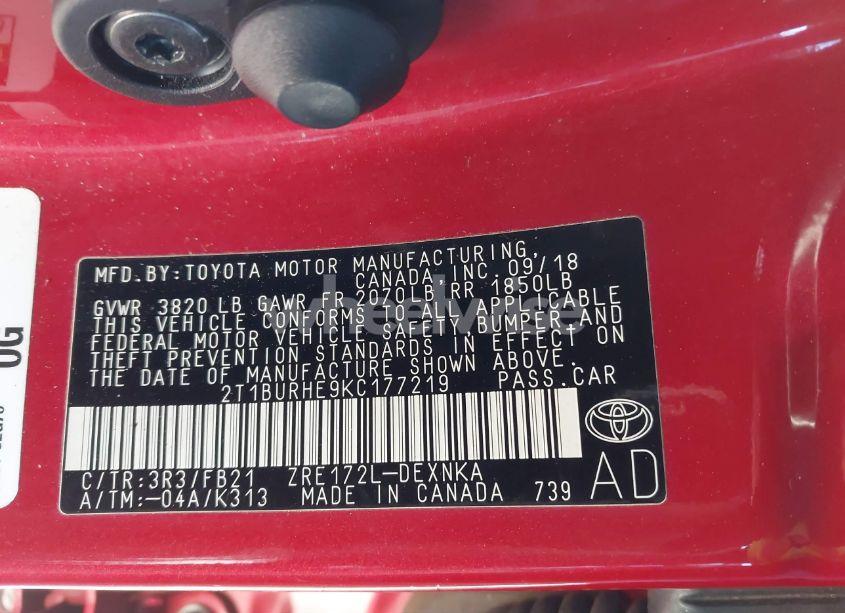 MFD.BY:TOYOTA MOTOR MANUFACTURING,
CANADA, INC. 09/18
GVWR 3820 LB GAWR FR 2070LB RR 1850LB
THIS VEHICLE CONFORMS TO ALL APPLICABLE
FEDERAL MOTOR VEHICLE SAFETY, BUMPER, AND
THEFT PREVENTION STANDARDS IN EFFECT ON
THE DATE OF MANUFACTURE SHOWN ABOVE.
2T1BURHE9KC177219 PASS.CAR
C/TR:3R3/FB21 ZRE172L-DEXNKA
A/TM:-04A/K313 MADE IN CANADA 739
AD
OG
wheelvise